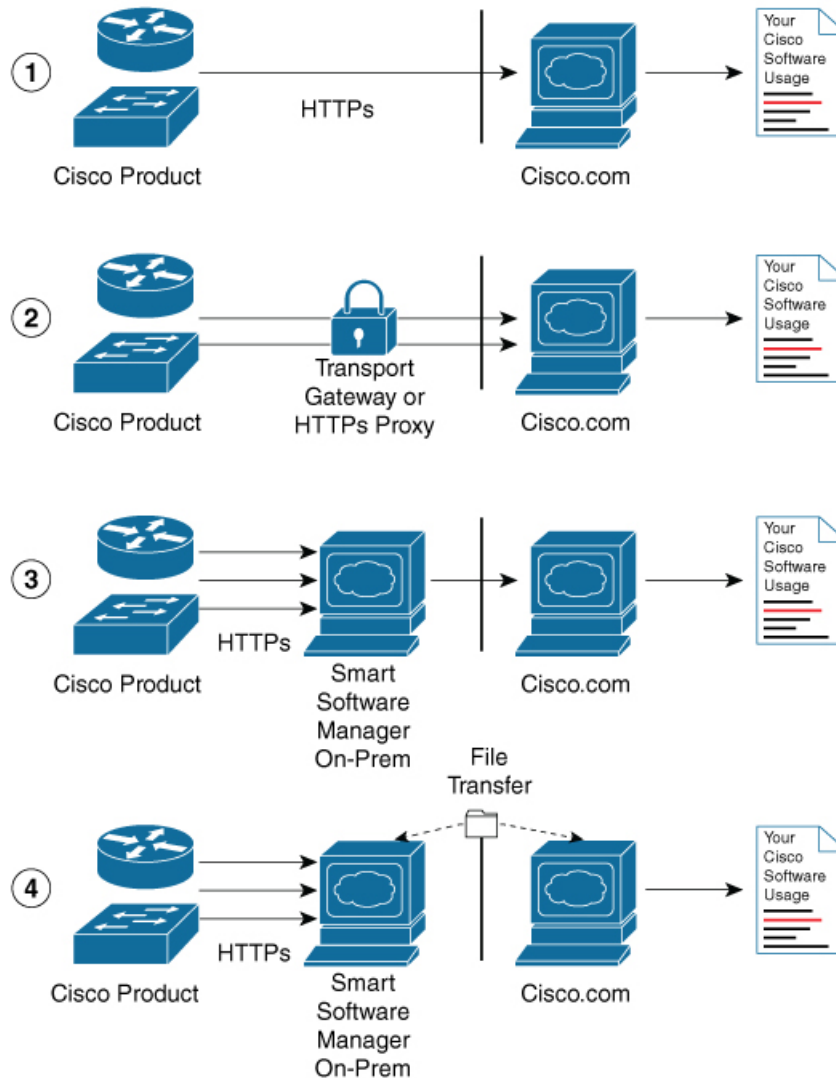 1
HTTPs
Cisco Product
Cisco.com
Your
Cisco
Software
Usage
2
Transport
Gateway or
HTTPs Proxy
Cisco Product
Cisco.com
Your
Cisco
Software
Usage
3
HTTPs
Cisco Product
Smart
Software
Manager
On-Prem
Cisco.com
Your
Cisco
Software
Usage
File
Transfer
4
HTTPs
Cisco Product
Smart
Software
Manager
On-Prem
Cisco.com
Your
Cisco
Software
Usage